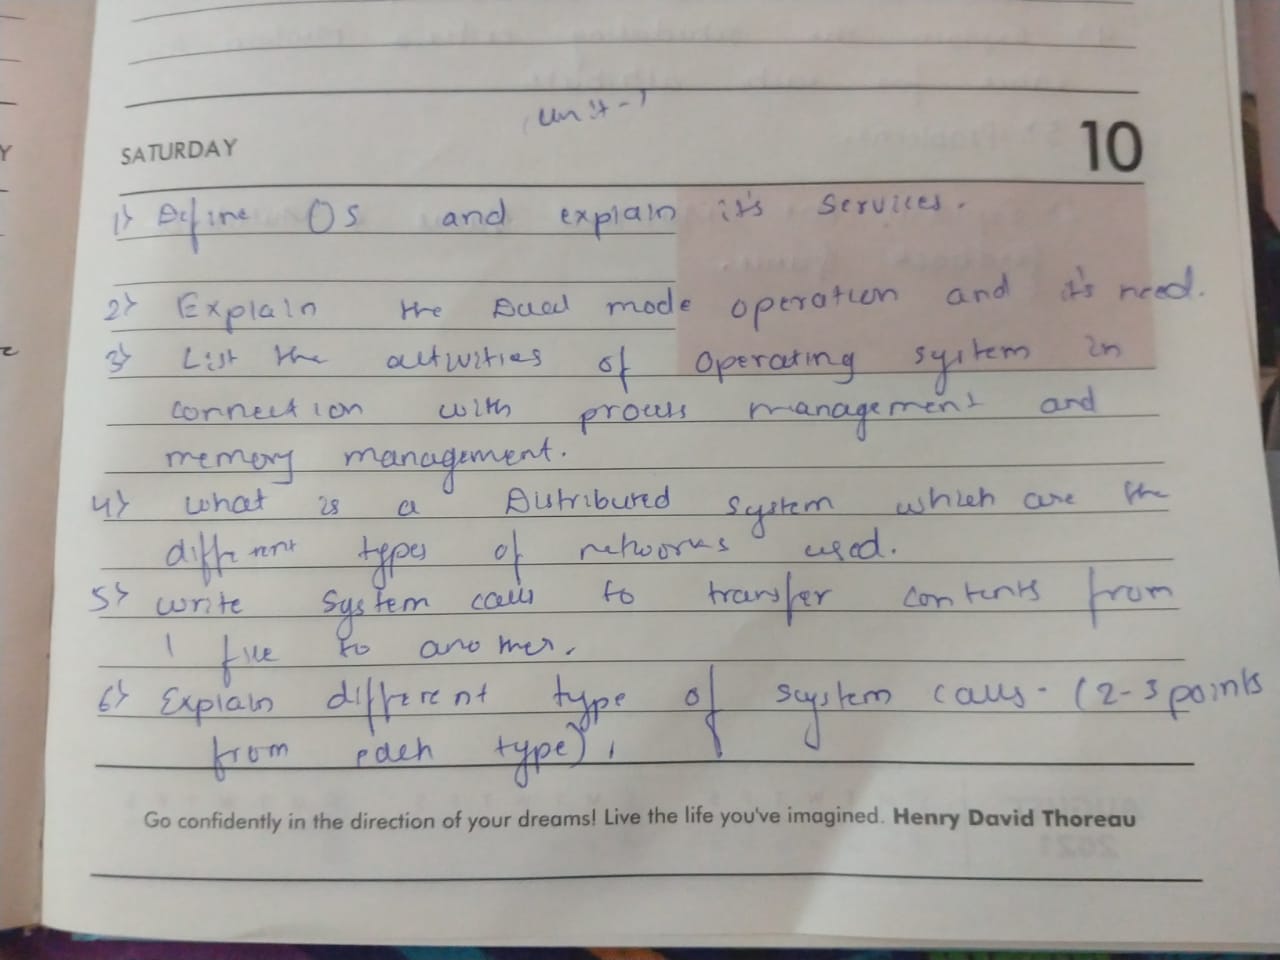 Unit-1
SATURDAY
10
1) Define OS and explain it's services.
2) Explain the Dual mode operation and it's need.
3) List the activities of operating system in
connection with process management and
memory management.
4) what is a Distributed system which are the
different types of networks used.
5) write system calls to transfer contents from
1 file to another.
6) Explain different type of system calls. (2-3 points
from each type).
Go confidently in the direction of your dreams! Live the life you've imagined. Henry David Thoreau